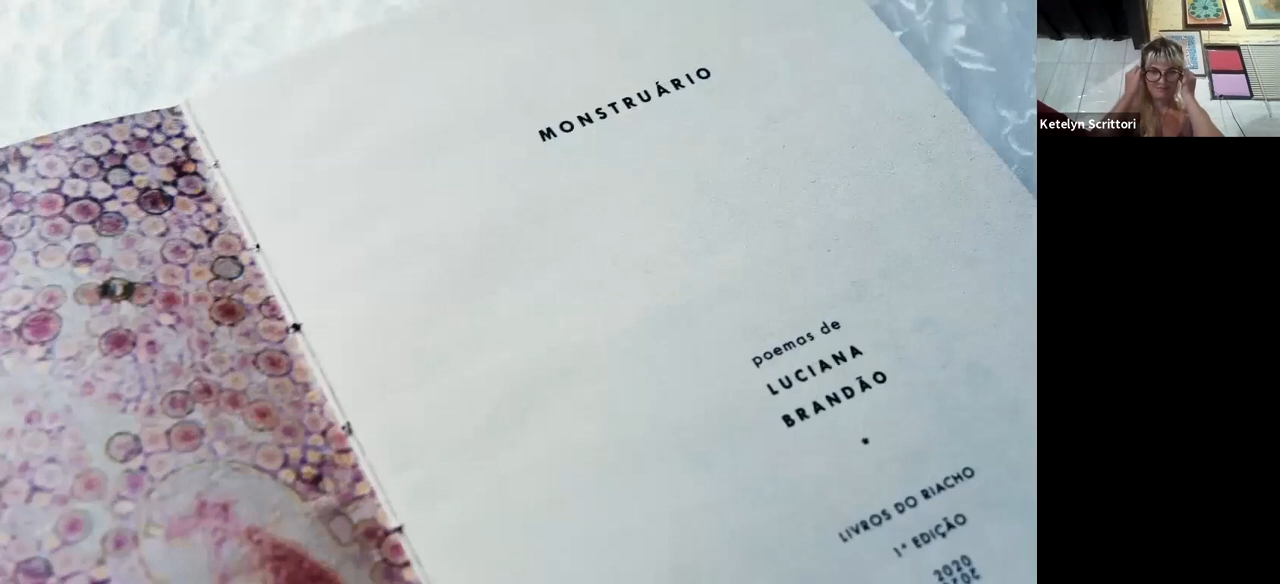 MONSTRUÁRIO
poemas de
LUCIANA
BRANDÃO
LIVROS DO RIACHO
1ª EDIÇÃO
2020
Ketelyn Scrittori